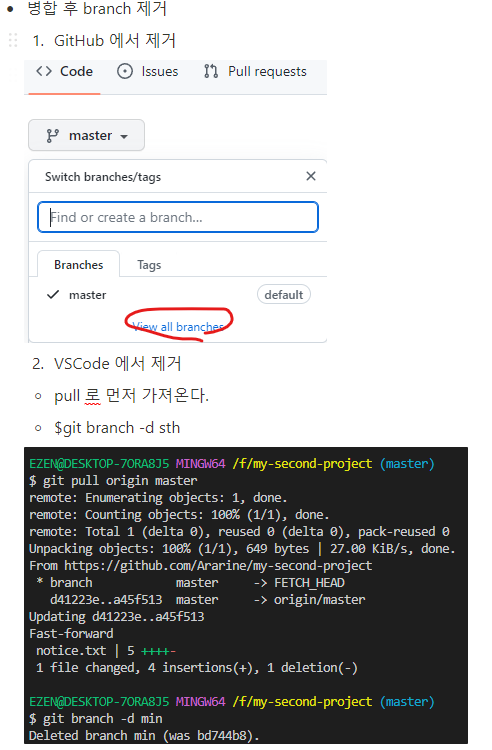 병합 후 branch 제거
1. GitHub 에서 제거
Code Issues Pull requests
master
Switch branches/tags
Find or create a branch...
Branches Tags
master default
View all branches
2. VSCode 에서 제거
pull 로 먼저 가져온다.
$git branch -d sth
EZEN@DESKTOP-7ORA8J5 MINGW64 /f/my-second-project (master)
$ git pull origin master
remote: Enumerating objects: 1, done.
remote: Counting objects: 100% (1/1), done.
remote: Total 1 (delta 0), reused 0 (delta 0), pack-reused 0
Unpacking objects: 100% (1/1), 649 bytes | 27.00 KiB/s, done.
From https://github.com/Ararine/my-second-project
* branch master -> FETCH_HEAD
d41223e..a45f513 master -> origin/master
Updating d41223e..a45f513
Fast-forward
notice.txt | 5 ++++-
1 file changed, 4 insertions(+), 1 deletion(-)
EZEN@DESKTOP-7ORA8J5 MINGW64 /f/my-second-project (master)
$ git branch -d min
Deleted branch min (was bd744b8).